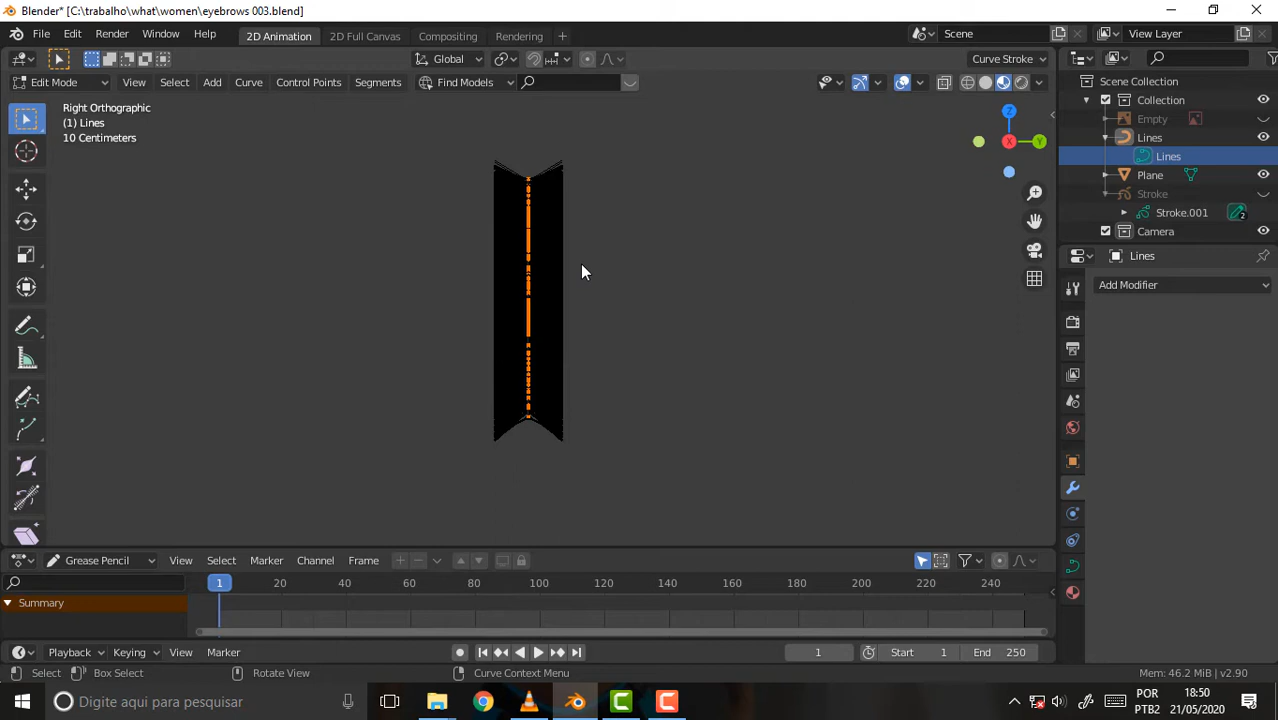 Blender* [C:\trabalho\what\women\eyebrows 003.blend]
File Edit Render Window Help 2D Animation 2D Full Canvas Compositing Rendering + Scene View Layer
Global Curve Stroke
Edit Mode View Select Add Curve Control Points Segments Find Models
Scene Collection
Collection
Empty
Lines
Lines
Plane
Stroke
Stroke.001 2
Camera
Right Orthographic
(1) Lines
10 Centimeters
Z
X
Y
Lines
Add Modifier
Grease Pencil View Select Marker Channel Frame
1 20 40 60 80 100 120 140 160 180 200 220 240
Summary
Playback Keying View Marker 1 Start 1 End 250
Select Box Select Rotate View Curve Context Menu Mem: 46.2 MiB | v2.90
Digite aqui para pesquisar
POR
PTB2
18:50
21/05/2020